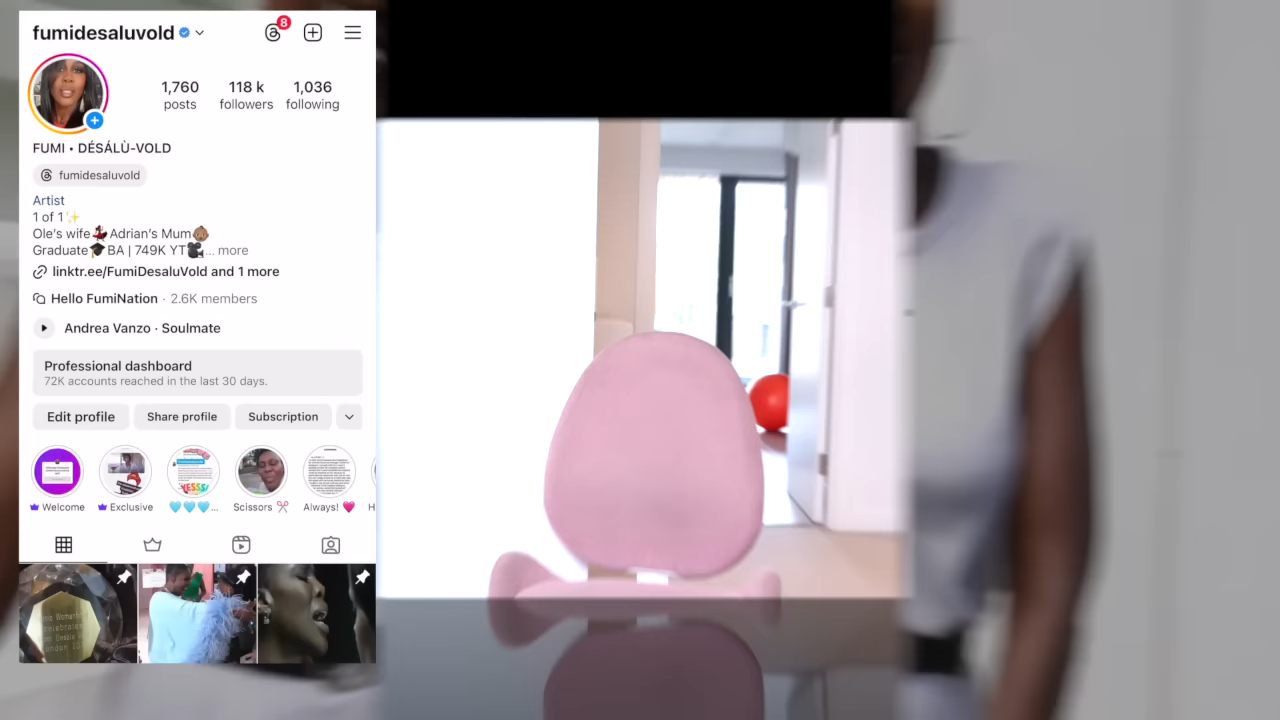 fumidesaluvold
8
1,760 118 k 1,036
posts followers following
FUMI • DÉSÁLÙ-VOLD
fumidesaluvold
Artist
1 of 1✨
Ole's wife💃🏿Adrian's Mum👶🏽
Graduate🎓BA | 749K YT🎥... more
linktr.ee/FumiDesaluVold and 1 more
Hello FumiNation · 2.6K members
Andrea Vanzo · Soulmate
Professional dashboard
72K accounts reached in the last 30 days.
Edit profile Share profile Subscription
Welcome Exclusive 🩵🩵🩵... Scissors ✂️ Always! 💗 H
YESSS!